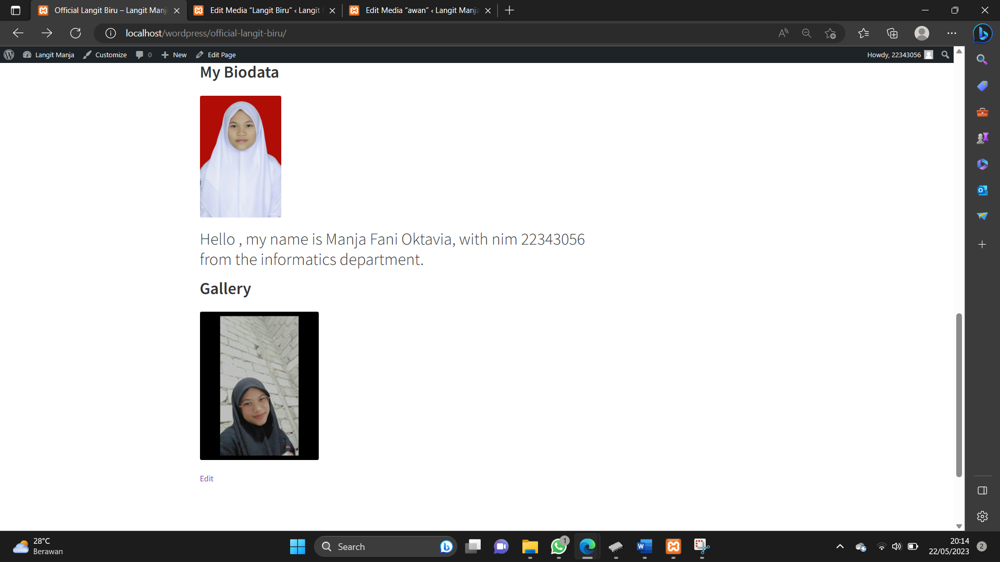 Official Langit Biru – Langit Manj
Edit Media “Langit Biru” ‹ Langit
Edit Media “awan” ‹ Langit Manja
localhost/wordpress/official-langit-biru/
Langit Manja Customize 0 New Edit Page Howdy, 22343056
My Biodata
Hello , my name is Manja Fani Oktavia, with nim 22343056
from the informatics department.
Gallery
Edit
28°C
Berawan
Search
1
20:14
22/05/2023
2